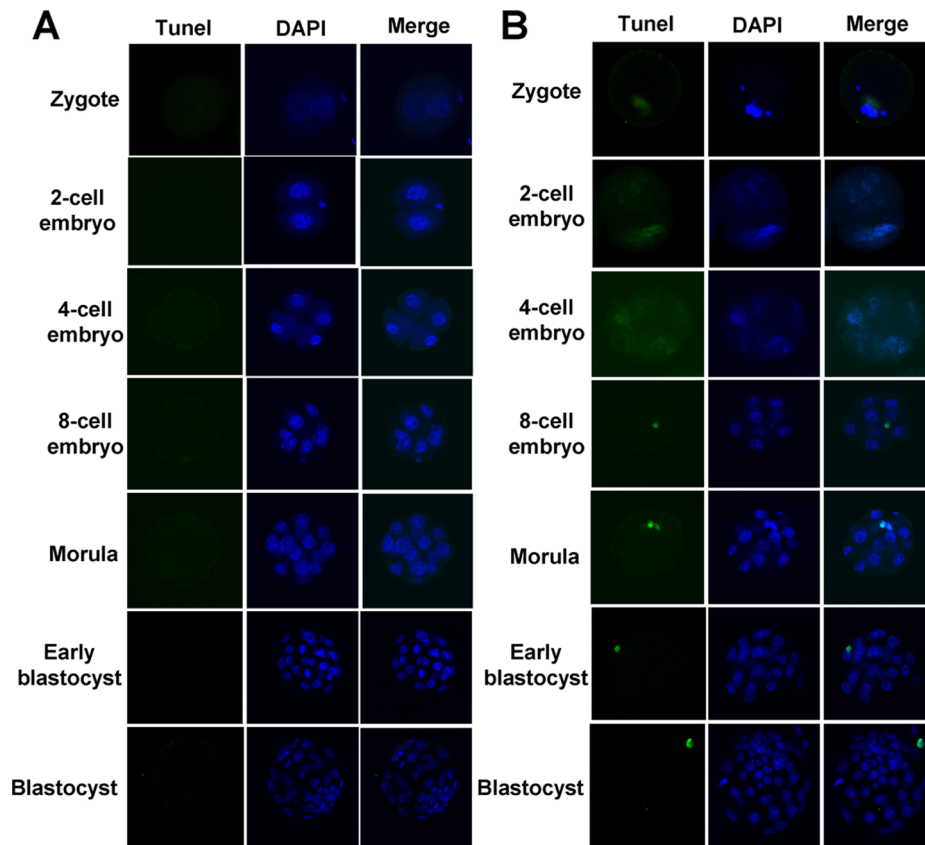 A
Tunel DAPI Merge
Zygote
2-cell
embryo
4-cell
embryo
8-cell
embryo
Morula
Early
blastocyst
Blastocyst
B
Tunel DAPI Merge
Zygote
2-cell
embryo
4-cell
embryo
8-cell
embryo
Morula
Early
blastocyst
Blastocyst